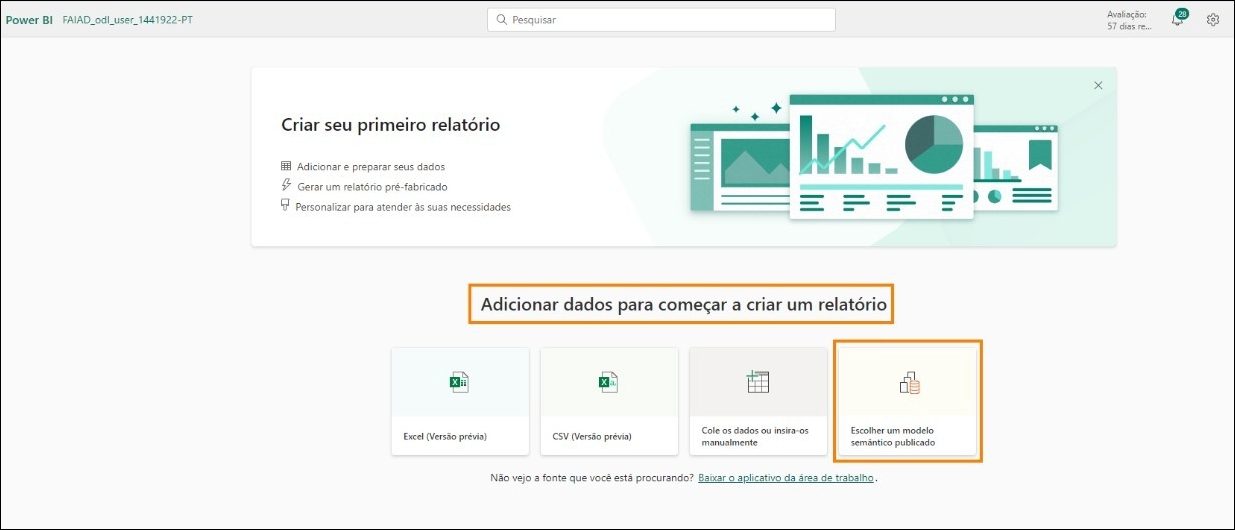 Power BI FAIAD_odl_user_1441922-PT
Pesquisar
Avaliação:
57 dias re...
28
Criar seu primeiro relatório
Adicionar e preparar seus dados
Gerar um relatório pré-fabricado
Personalizar para atender às suas necessidades
Adicionar dados para começar a criar um relatório
Excel (Versão prévia)
CSV (Versão prévia)
Cole os dados ou insira-os
manualmente
Escolher um modelo
semântico publicado
Não vejo a fonte que você está procurando? Baixar o aplicativo da área de trabalho.